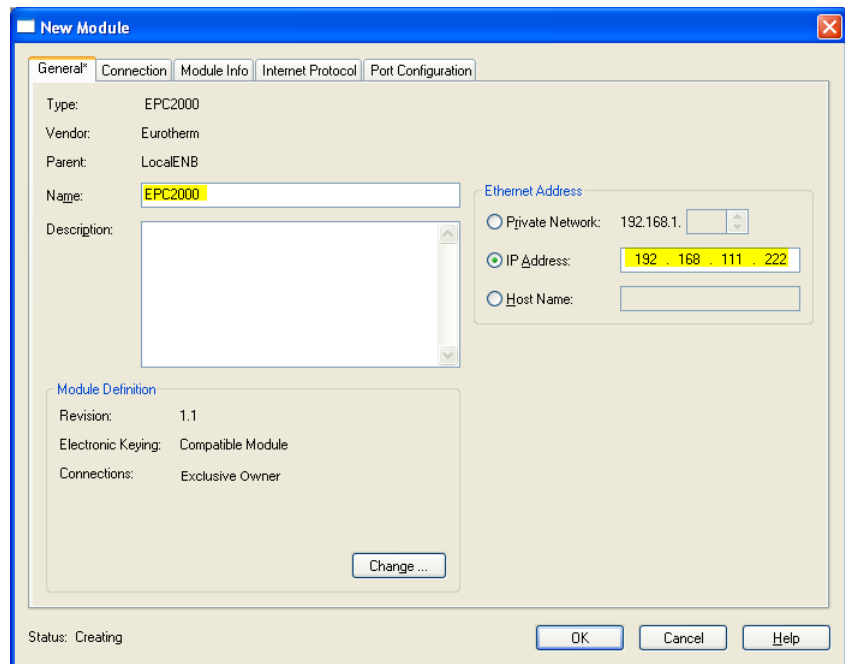 New Module
General* Connection Module Info Internet Protocol Port Configuration
Type: EPC2000
Vendor: Eurotherm
Parent: LocalENB
Name: EPC2000
Description:
Ethernet Address
Private Network: 192.168.1.
IP Address: 192 . 168 . 111 . 222
Host Name:
Module Definition
Revision: 1.1
Electronic Keying: Compatible Module
Connections: Exclusive Owner
Change ...
Status: Creating
OK Cancel Help